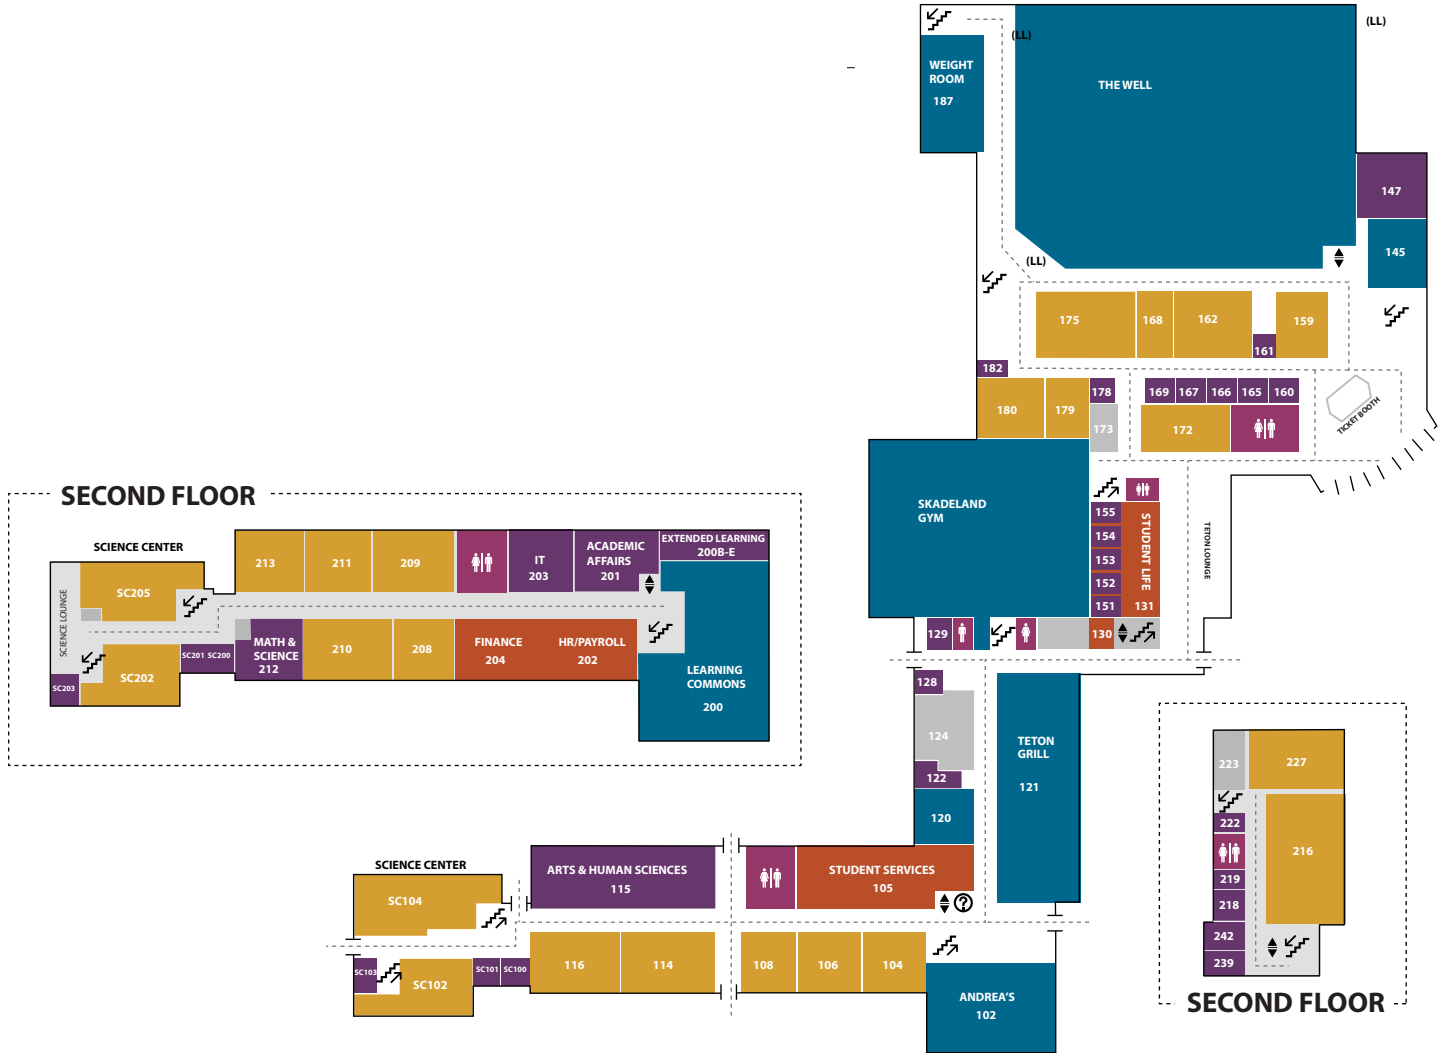 (LL)
(LL)
WEIGHT
ROOM
187
THE WELL
147
145
(LL)
175
168
162
161
159
182
180
179
178
173
169
167
166
165
160
172
TICKET BOOTH
SKADELAND
GYM
155
154
153
152
151
STUDENT LIFE
131
TETON LOUNGE
129
130
SECOND FLOOR
SCIENCE CENTER
SCIENCE LOUNGE
SC205
213
211
209
IT
203
ACADEMIC
AFFAIRS
201
EXTENDED LEARNING
200B-E
SC203
SC202
SC201
SC200
MATH &
SCIENCE
212
210
208
FINANCE
204
HR/PAYROLL
202
LEARNING
COMMONS
200
128
124
122
120
TETON
GRILL
121
223
227
222
216
219
218
242
239
SECOND FLOOR
SCIENCE CENTER
SC104
ARTS & HUMAN SCIENCES
115
STUDENT SERVICES
105
?
SC103
SC102
SC101
SC100
116
114
108
106
104
ANDREA'S
102